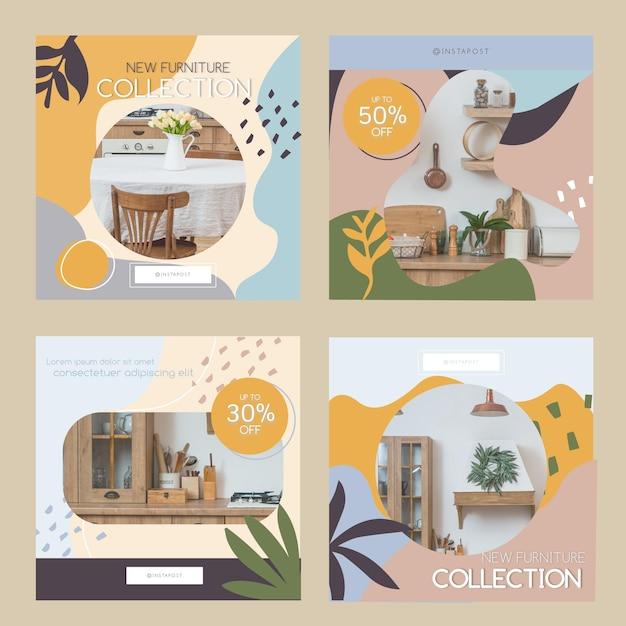 NEW FURNITURE
COLLECTION
@INSTAPOST
@INSTAPOST
UP TO
50%
OFF
Lorem ipsum dolor sit amet,
consectetuer adipiscing elit
UP TO
30%
OFF
@INSTAPOST
@INSTAPOST
NEW FURNITURE
COLLECTION